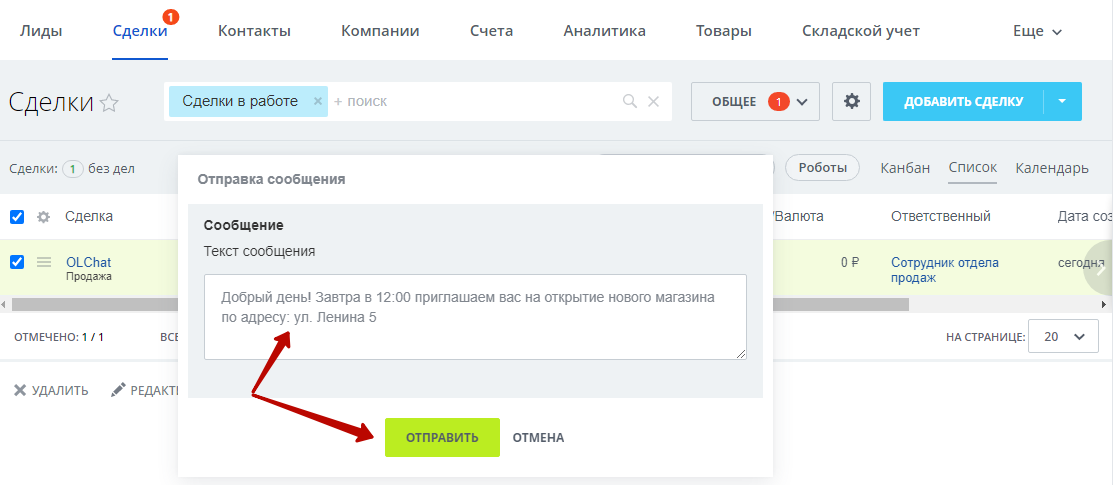 Лиды Сделки 1 Контакты Компании Счета Аналитика Товары Складской учет Еще
Сделки Сделки в работе × + поиск ОБЩЕЕ 1 ДОБАВИТЬ СДЕЛКУ
Сделки: 1 без дел Роботы Канбан Список Календарь
Отправка сообщения
Сделка /Валюта Ответственный Дата соз
Сообщение
Текст сообщения
OLChat 0 ₽ Сотрудник отдела продаж сегодня
Продажа
Добрый день! Завтра в 12:00 приглашаем вас на открытие нового магазина
по адресу: ул. Ленина 5
ОТМЕЧЕНО: 1 / 1 ВСЕ НА СТРАНИЦЕ: 20
УДАЛИТЬ РЕДАКТИ
ОТПРАВИТЬ ОТМЕНА